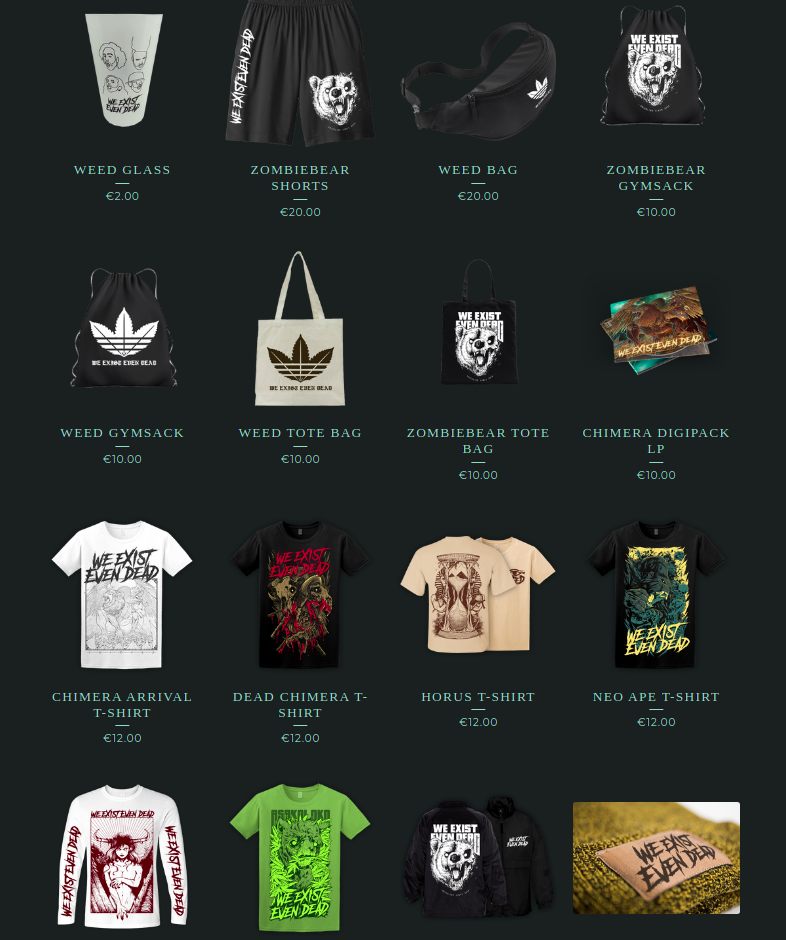 WE EXIST
EVEN DEAD
WE EXIST EVEN DEAD
WE EXIST
EVEN DEAD
WEED GLASS
€2.00
ZOMBIEBEAR
SHORTS
€20.00
WEED BAG
€20.00
ZOMBIEBEAR
GYMSACK
€10.00
WE EXIST EVEN DEAD
WE EXIST EVEN DEAD
WE EXIST
EVEN DEAD
WE EXIST EVEN DEAD
WEED GYMSACK
€10.00
WEED TOTE BAG
€10.00
ZOMBIEBEAR TOTE
BAG
€10.00
CHIMERA DIGIPACK
LP
€10.00
WE EXIST
EVEN DEAD
WE EXIST
EVEN DEAD
WE EXIST
EVEN DEAD
CHIMERA ARRIVAL
T-SHIRT
€12.00
DEAD CHIMERA T-
SHIRT
€12.00
HORUS T-SHIRT
€12.00
NEO APE T-SHIRT
€12.00
WE EXIST EVEN DEAD
WE EXIST EVEN DEAD
WE EXIST EVEN DEAD
WE EXIST
EVEN DEAD
WE EXIST
EVEN DEAD
WE EXIST
EVEN DEAD
WE EXIST
EVEN DEAD